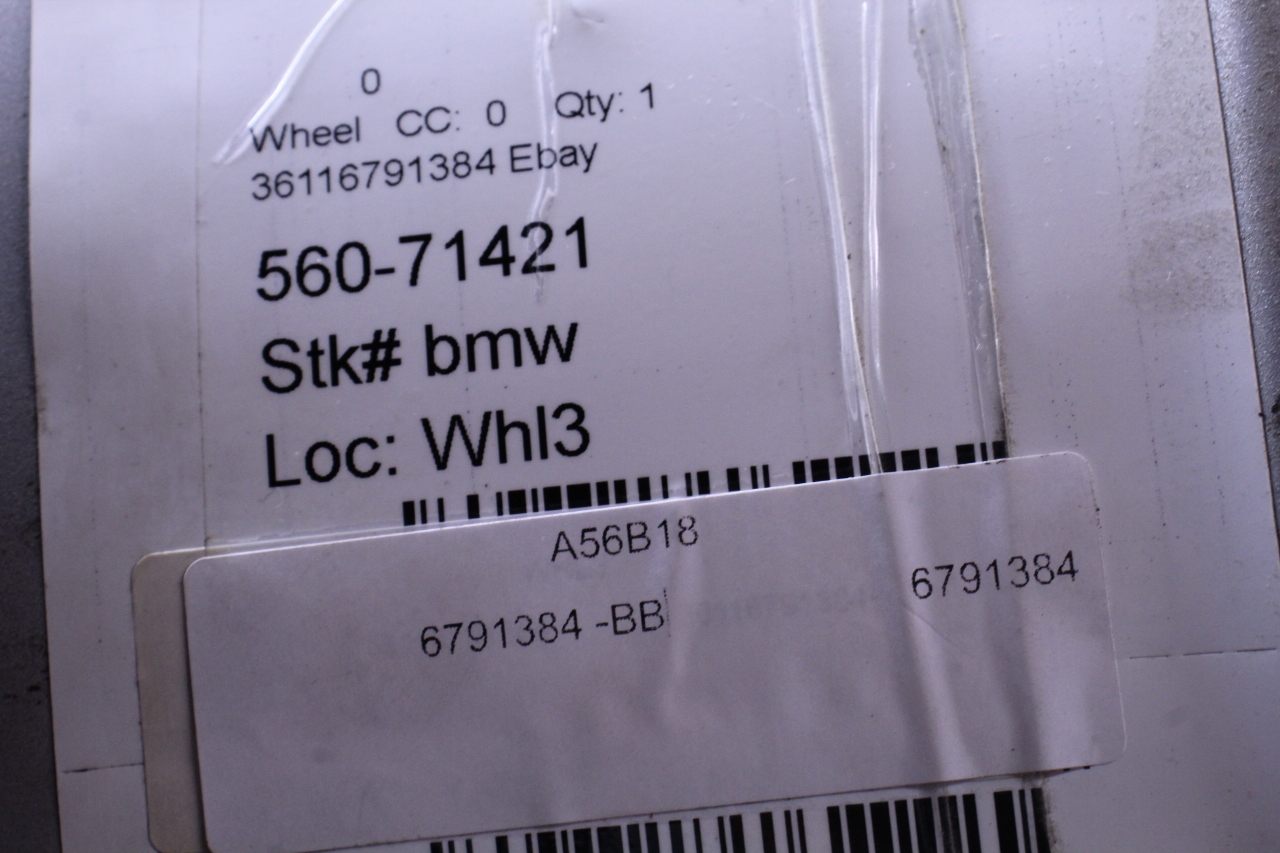 0
Wheel CC: 0 Qty: 1
36116791384 Ebay
560-71421
Stk# bmw
Loc: Whl3
A56B18
6791384
6791384 -BB